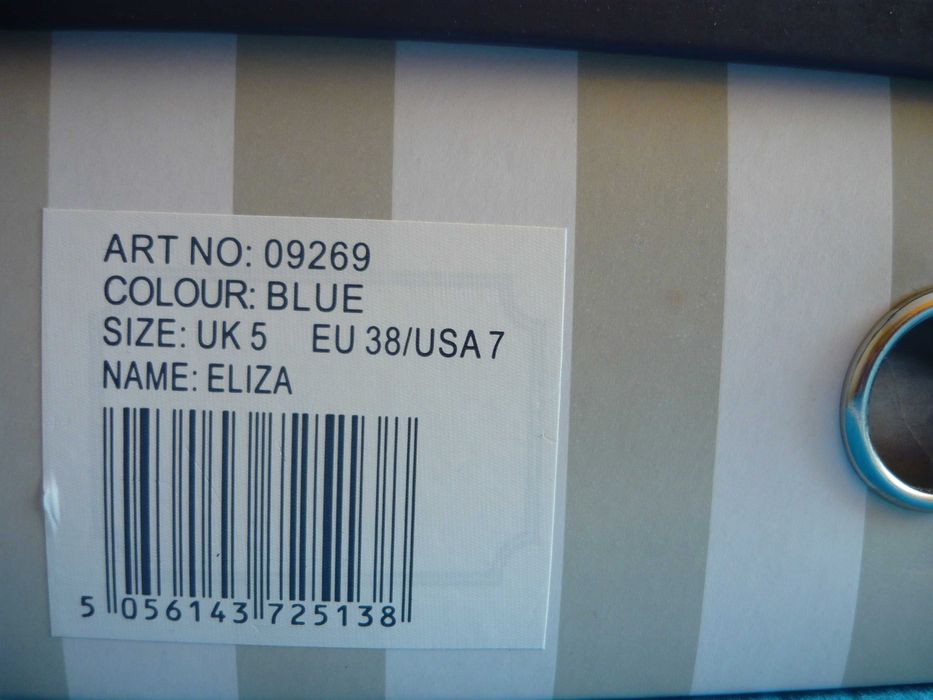 ART NO: 09269
COLOUR: BLUE
SIZE: UK 5 EU 38/USA 7
NAME: ELIZA
5 056143 725138